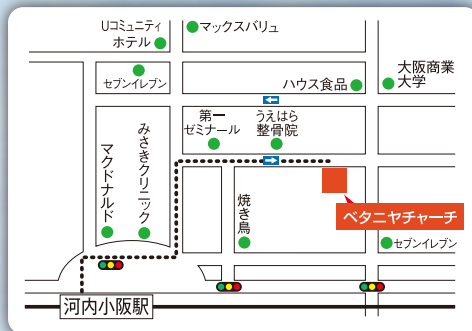 Uコミュニティ
ホテル
マックスバリュ
セブンイレブン
ハウス食品
大阪商業
大学
第一
ゼミナール
うえはら
整骨院
みさきクリニック
マクドナルド
焼き鳥
ベタニヤチャーチ
セブンイレブン
河内小阪駅